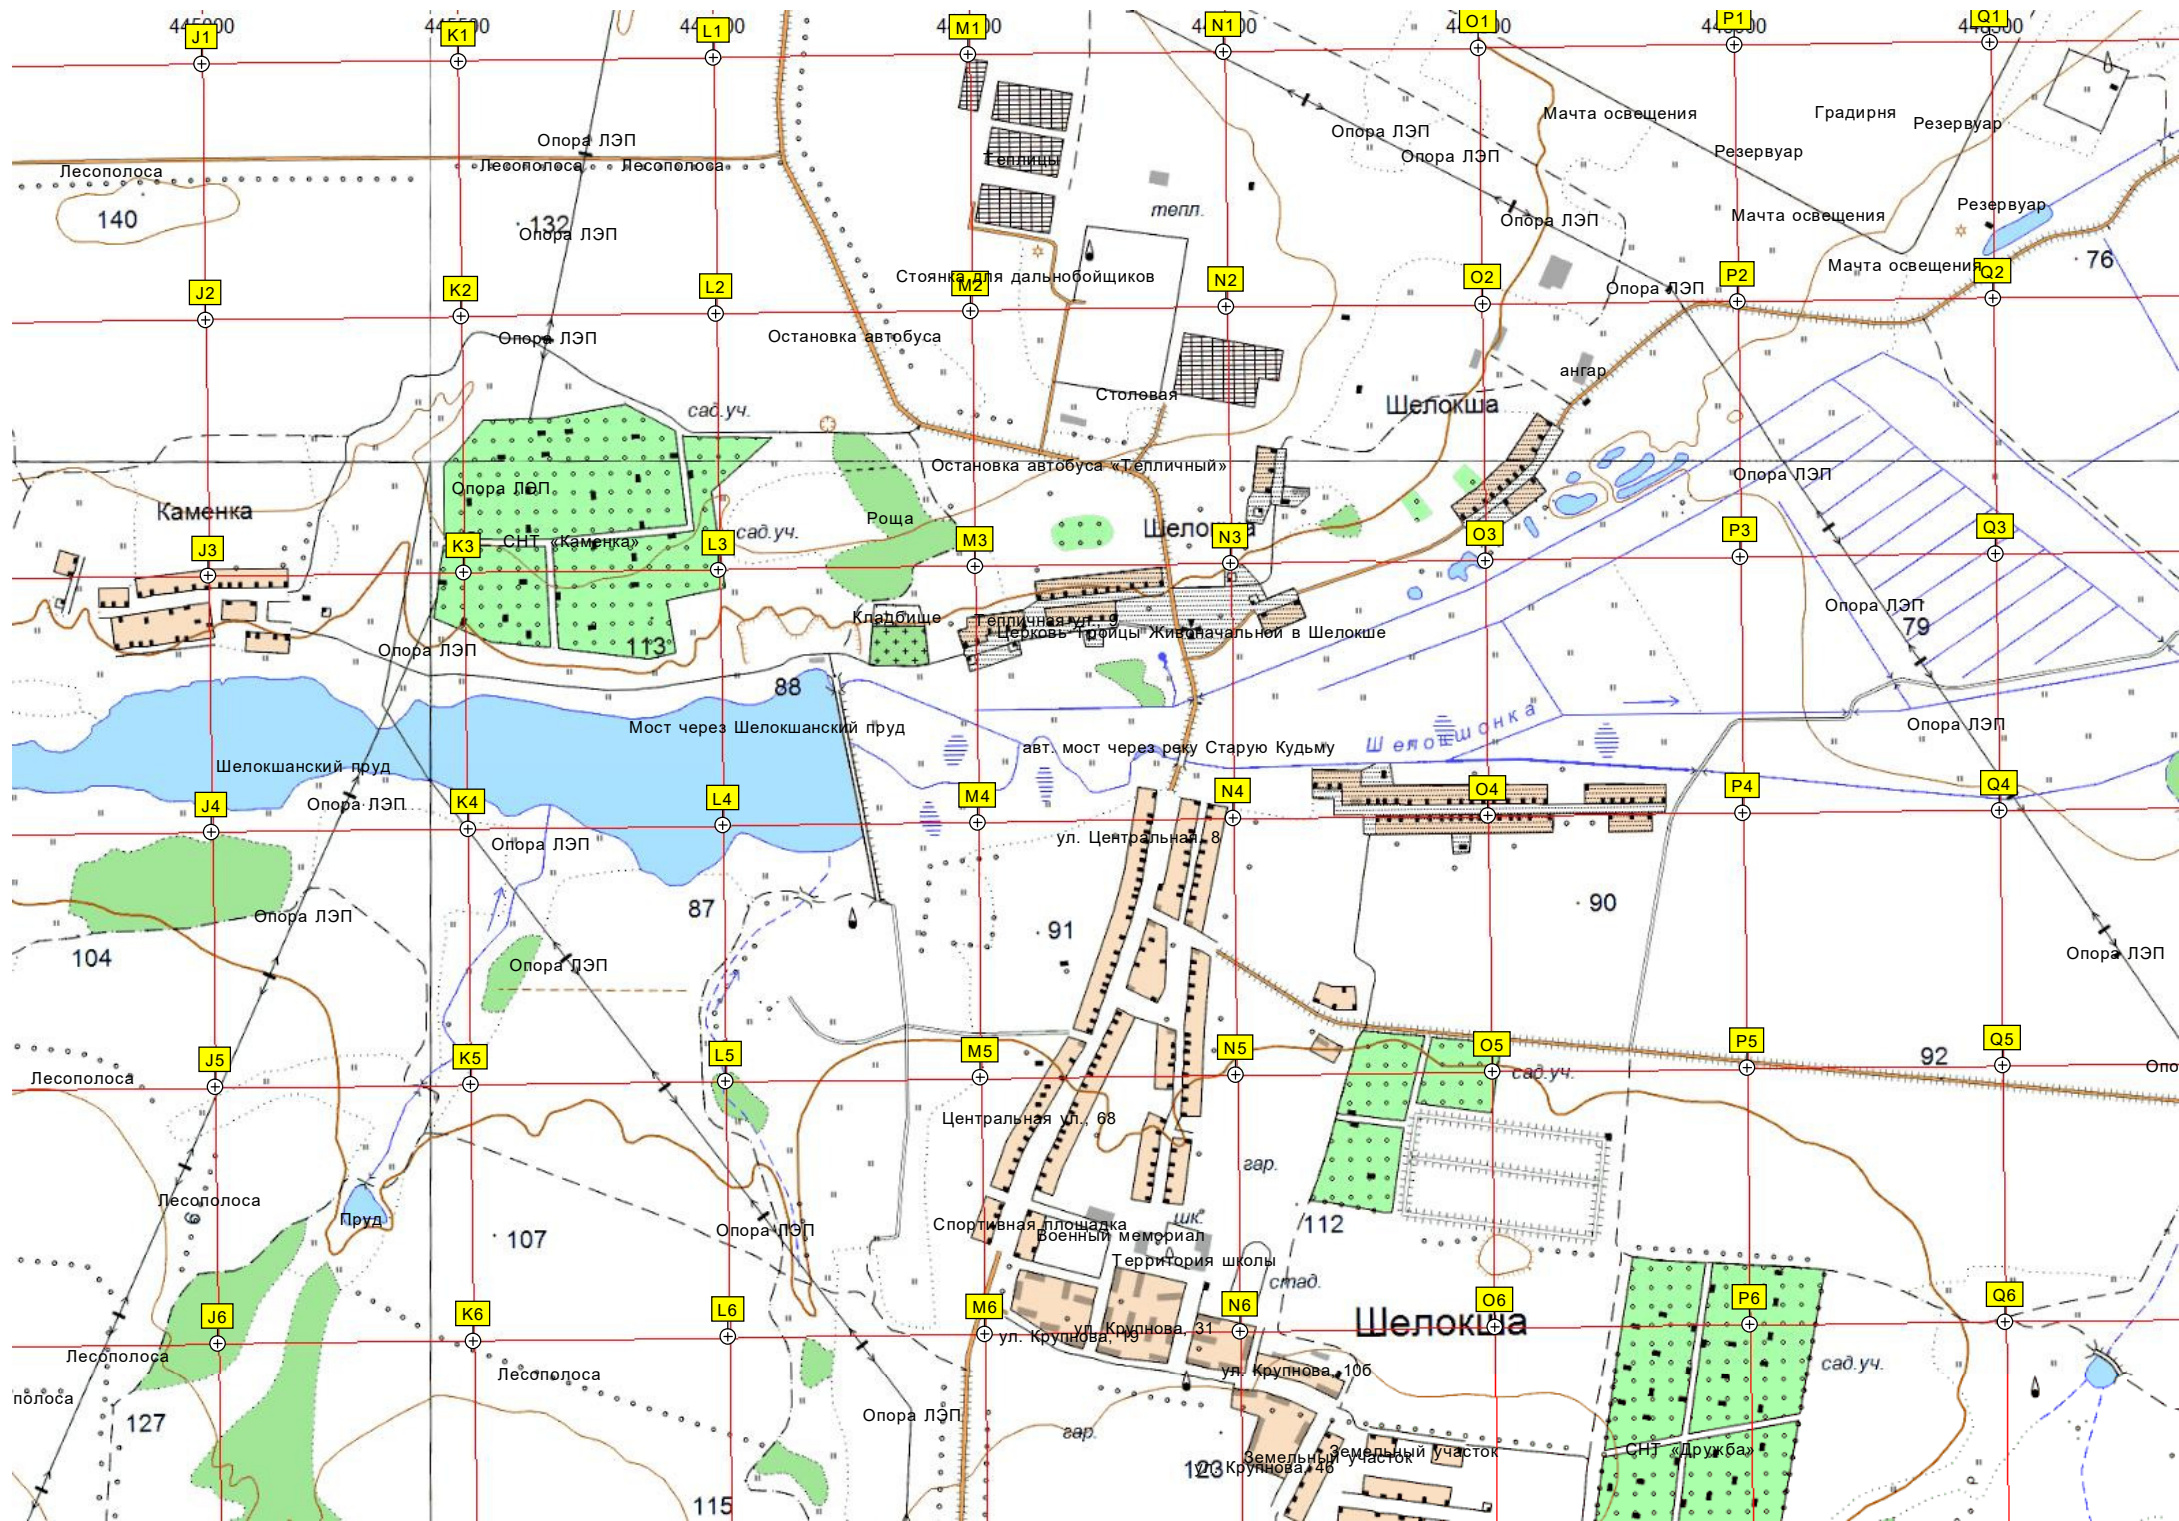 J1
K1
L1
M1
N1
O1
P1
Q1
Мачта освещения
Градирня
Резервуар
Опора ЛЭП
Опора ЛЭП
Опора ЛЭП
Резервуар
Лесополоса
Лесополоса
Лесополоса
Теплицы
140
132
Опора ЛЭП
тепл.
Опора ЛЭП
Мачта освещения
Резервуар
76
Стоянка для дальнобойщиков
Мачта освещения
J2
K2
L2
M2
N2
O2
P2
Q2
Опора ЛЭП
Опора ЛЭП
Остановка автобуса
ангар
Столовая
Шелокша
сад.уч.
Остановка автобуса «Тепличный»
Опора ЛЭП
Опора ЛЭП
Каменка
Роща
сад.уч.
Шелокша
СНТ «Каменка»
J3
K3
L3
M3
N3
O3
P3
Q3
Опора ЛЭП
Кладбище
Тепличная ул., 9
Церковь Троицы Живоначальной в Шелокше
79
113
Опора ЛЭП
88
Мост через Шелокшанский пруд
Шелокшонка
Опора ЛЭП
авт. мост через реку Старую Кудьму
Шелокшанский пруд
Опора ЛЭП
J4
K4
L4
M4
N4
O4
P4
Q4
ул. Центральная, 8
Опора ЛЭП
87
90
Опора ЛЭП
91
104
Опора ЛЭП
Опора ЛЭП
J5
K5
L5
M5
N5
O5
P5
Q5
92
Опо
Лесополоса
сад.уч.
Центральная ул., 68
гар.
Лесополоса
Пруд
107
Опора ЛЭП
Спортивная площадка
шк.
112
Военный мемориал
Территория школы
стад.
J6
K6
L6
M6
N6
O6
P6
Q6
Шелокша
ул. Крупнова, 19
ул. Крупнова, 31
Лесополоса
Лесополоса
ул. Крупнова, 10б
сад.уч.
полоса
127
Опора ЛЭП
гар.
Земельный участок
Земельный участок
СНТ «Дружба»
123
ул. Крупнова, 4б
115